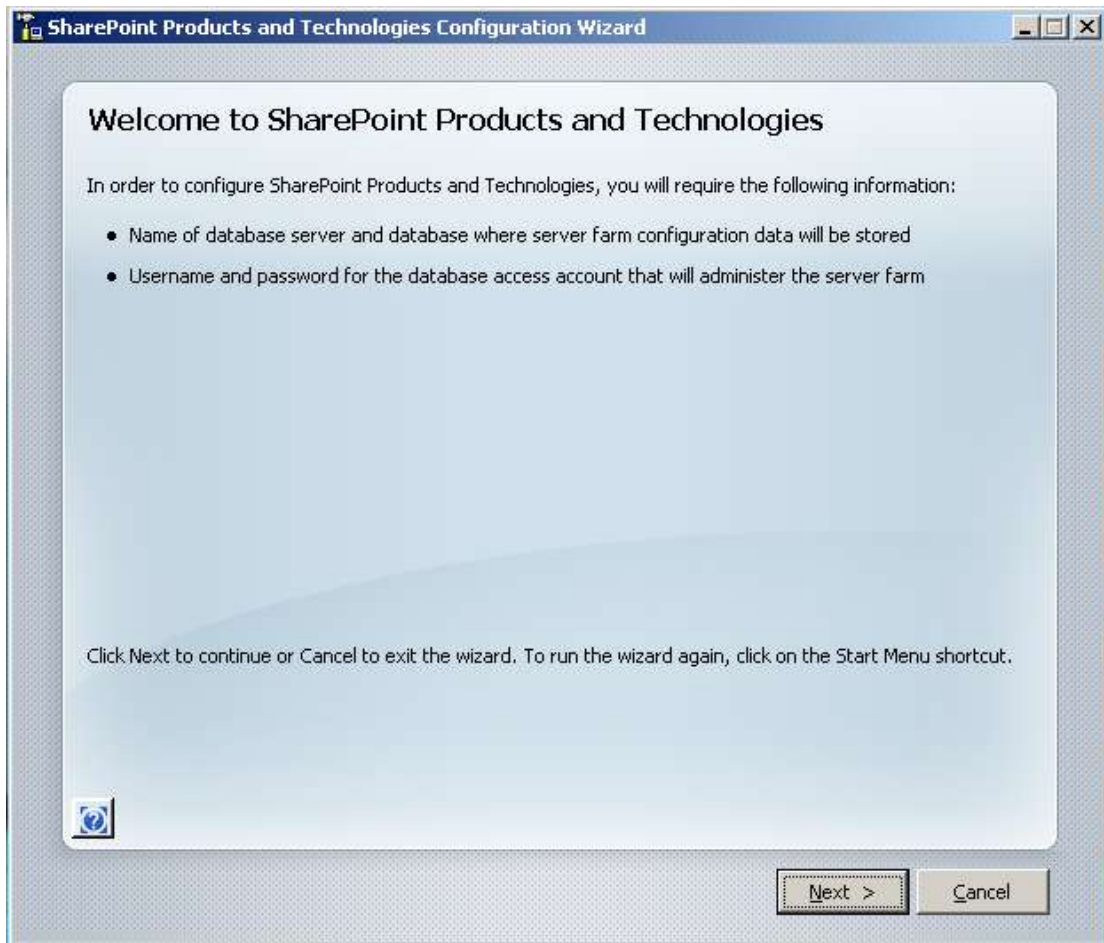 SharePoint Products and Technologies Configuration Wizard
Welcome to SharePoint Products and Technologies
In order to configure SharePoint Products and Technologies, you will require the following information:
● Name of database server and database where server farm configuration data will be stored
● Username and password for the database access account that will administer the server farm
Click Next to continue or Cancel to exit the wizard. To run the wizard again, click on the Start Menu shortcut.
Next >
Cancel